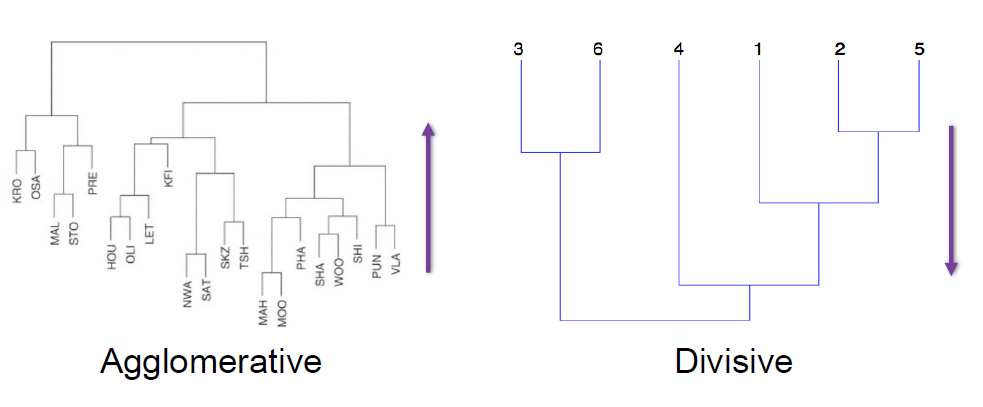 3 6 4 1 2 5
KRO
OSA
MAL
STO
PRE
HOU
OLI
LET
KFI
NWA
SAT
SKZ
TSH
MAH
MOO
PHA
SHA
WOO
SHI
PUN
VLA
Agglomerative
Divisive